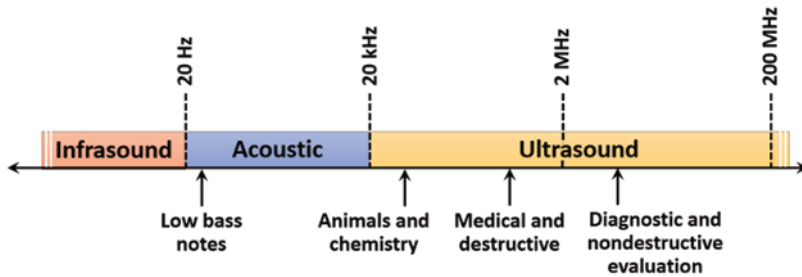 20 Hz
20 kHz
2 MHz
200 MHz
Infrasound
Acoustic
Ultrasound
Low bass
notes
Animals and
chemistry
Medical and
destructive
Diagnostic and
nondestructive
evaluation